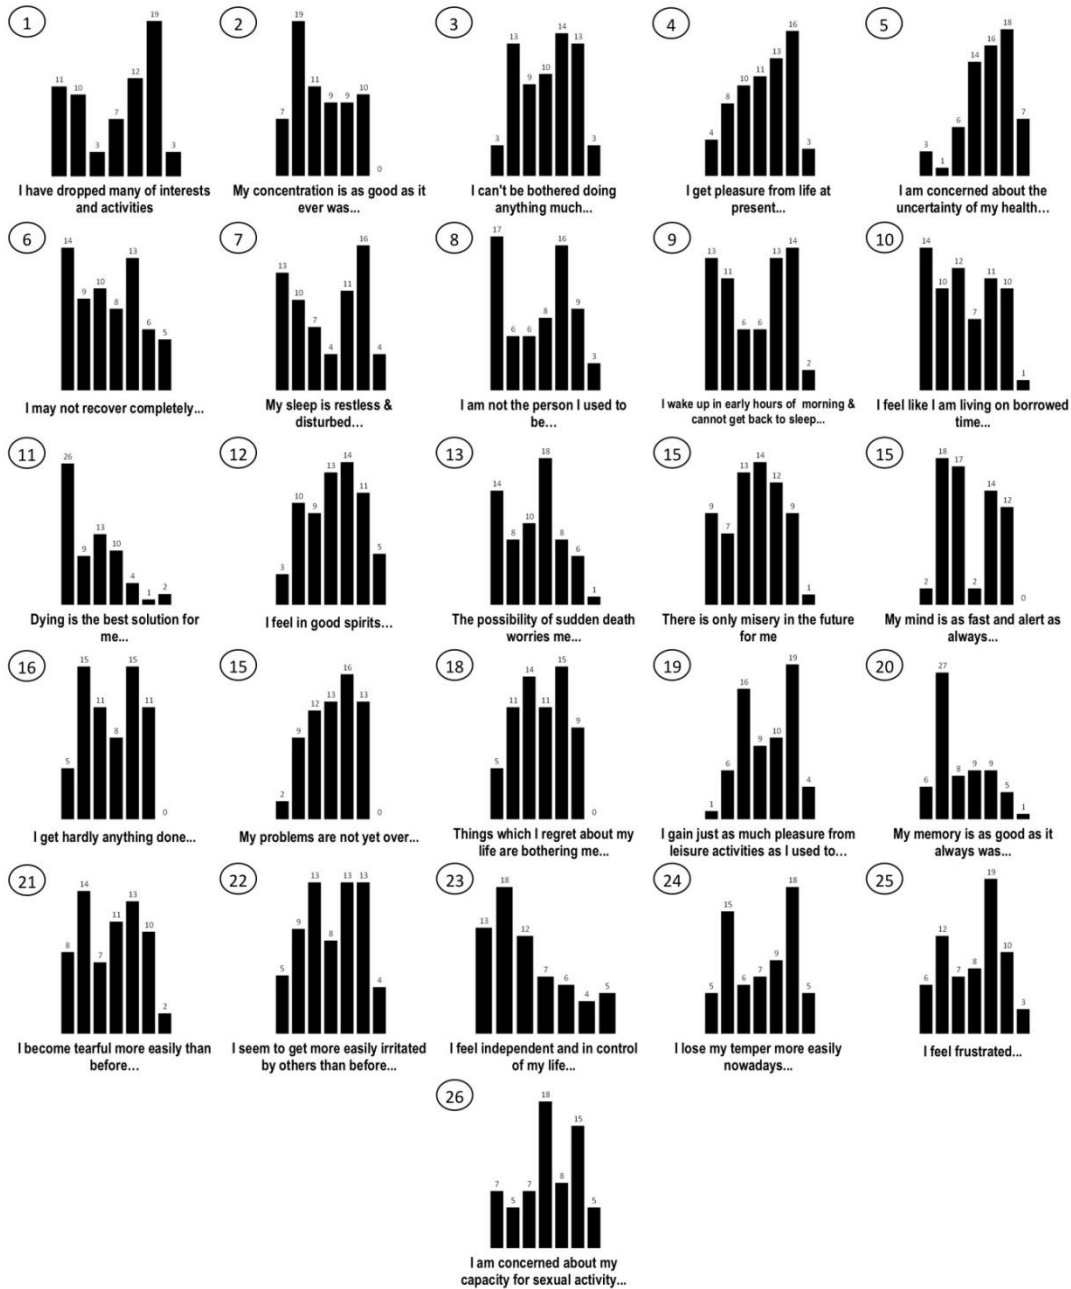 1
11 10 3 7 12 19 3
I have dropped many of interests
and activities
2
7 19 11 9 9 10 0
My concentration is as good as it
ever was...
3
3 13 9 10 14 13 3
I can't be bothered doing
anything much...
4
4 8 10 11 13 16 3
I get pleasure from life at
present...
5
3 1 6 14 16 18 7
I am concerned about the
uncertainty of my health...
6
14 9 10 8 13 6 5
I may not recover completely...
7
13 10 7 4 11 16 4
My sleep is restless &
disturbed...
8
17 6 6 8 16 9 3
I am not the person I used to
be...
9
13 11 6 6 13 14 2
I wake up in early hours of morning &
cannot get back to sleep...
10
14 10 12 7 11 10 1
I feel like I am living on borrowed
time...
11
26 9 13 10 4 1 2
Dying is the best solution for
me...
12
3 10 9 13 14 11 5
I feel in good spirits...
13
14 8 10 18 8 6 1
The possibility of sudden death
worries me...
15
9 7 13 14 12 9 1
There is only misery in the future
for me
15
2 18 17 2 14 12 0
My mind is as fast and alert as
always...
16
5 15 11 8 15 11 0
I get hardly anything done...
15
2 9 12 13 16 13 0
My problems are not yet over...
18
5 11 14 11 15 9 0
Things which I regret about my
life are bothering me...
19
1 6 16 9 10 19 4
I gain just as much pleasure from
leisure activities as I used to...
20
6 27 8 9 9 5 1
My memory is as good as it
always was...
21
8 14 7 11 13 10 2
I become tearful more easily than
before...
22
5 9 13 8 13 13 4
I seem to get more easily irritated
by others than before...
23
13 18 12 7 6 4 5
I feel independent and in control
of my life...
24
5 15 6 7 9 18 5
I lose my temper more easily
nowadays...
25
6 12 7 8 19 10 3
I feel frustrated...
26
7 5 7 18 8 15 5
I am concerned about my
capacity for sexual activity...